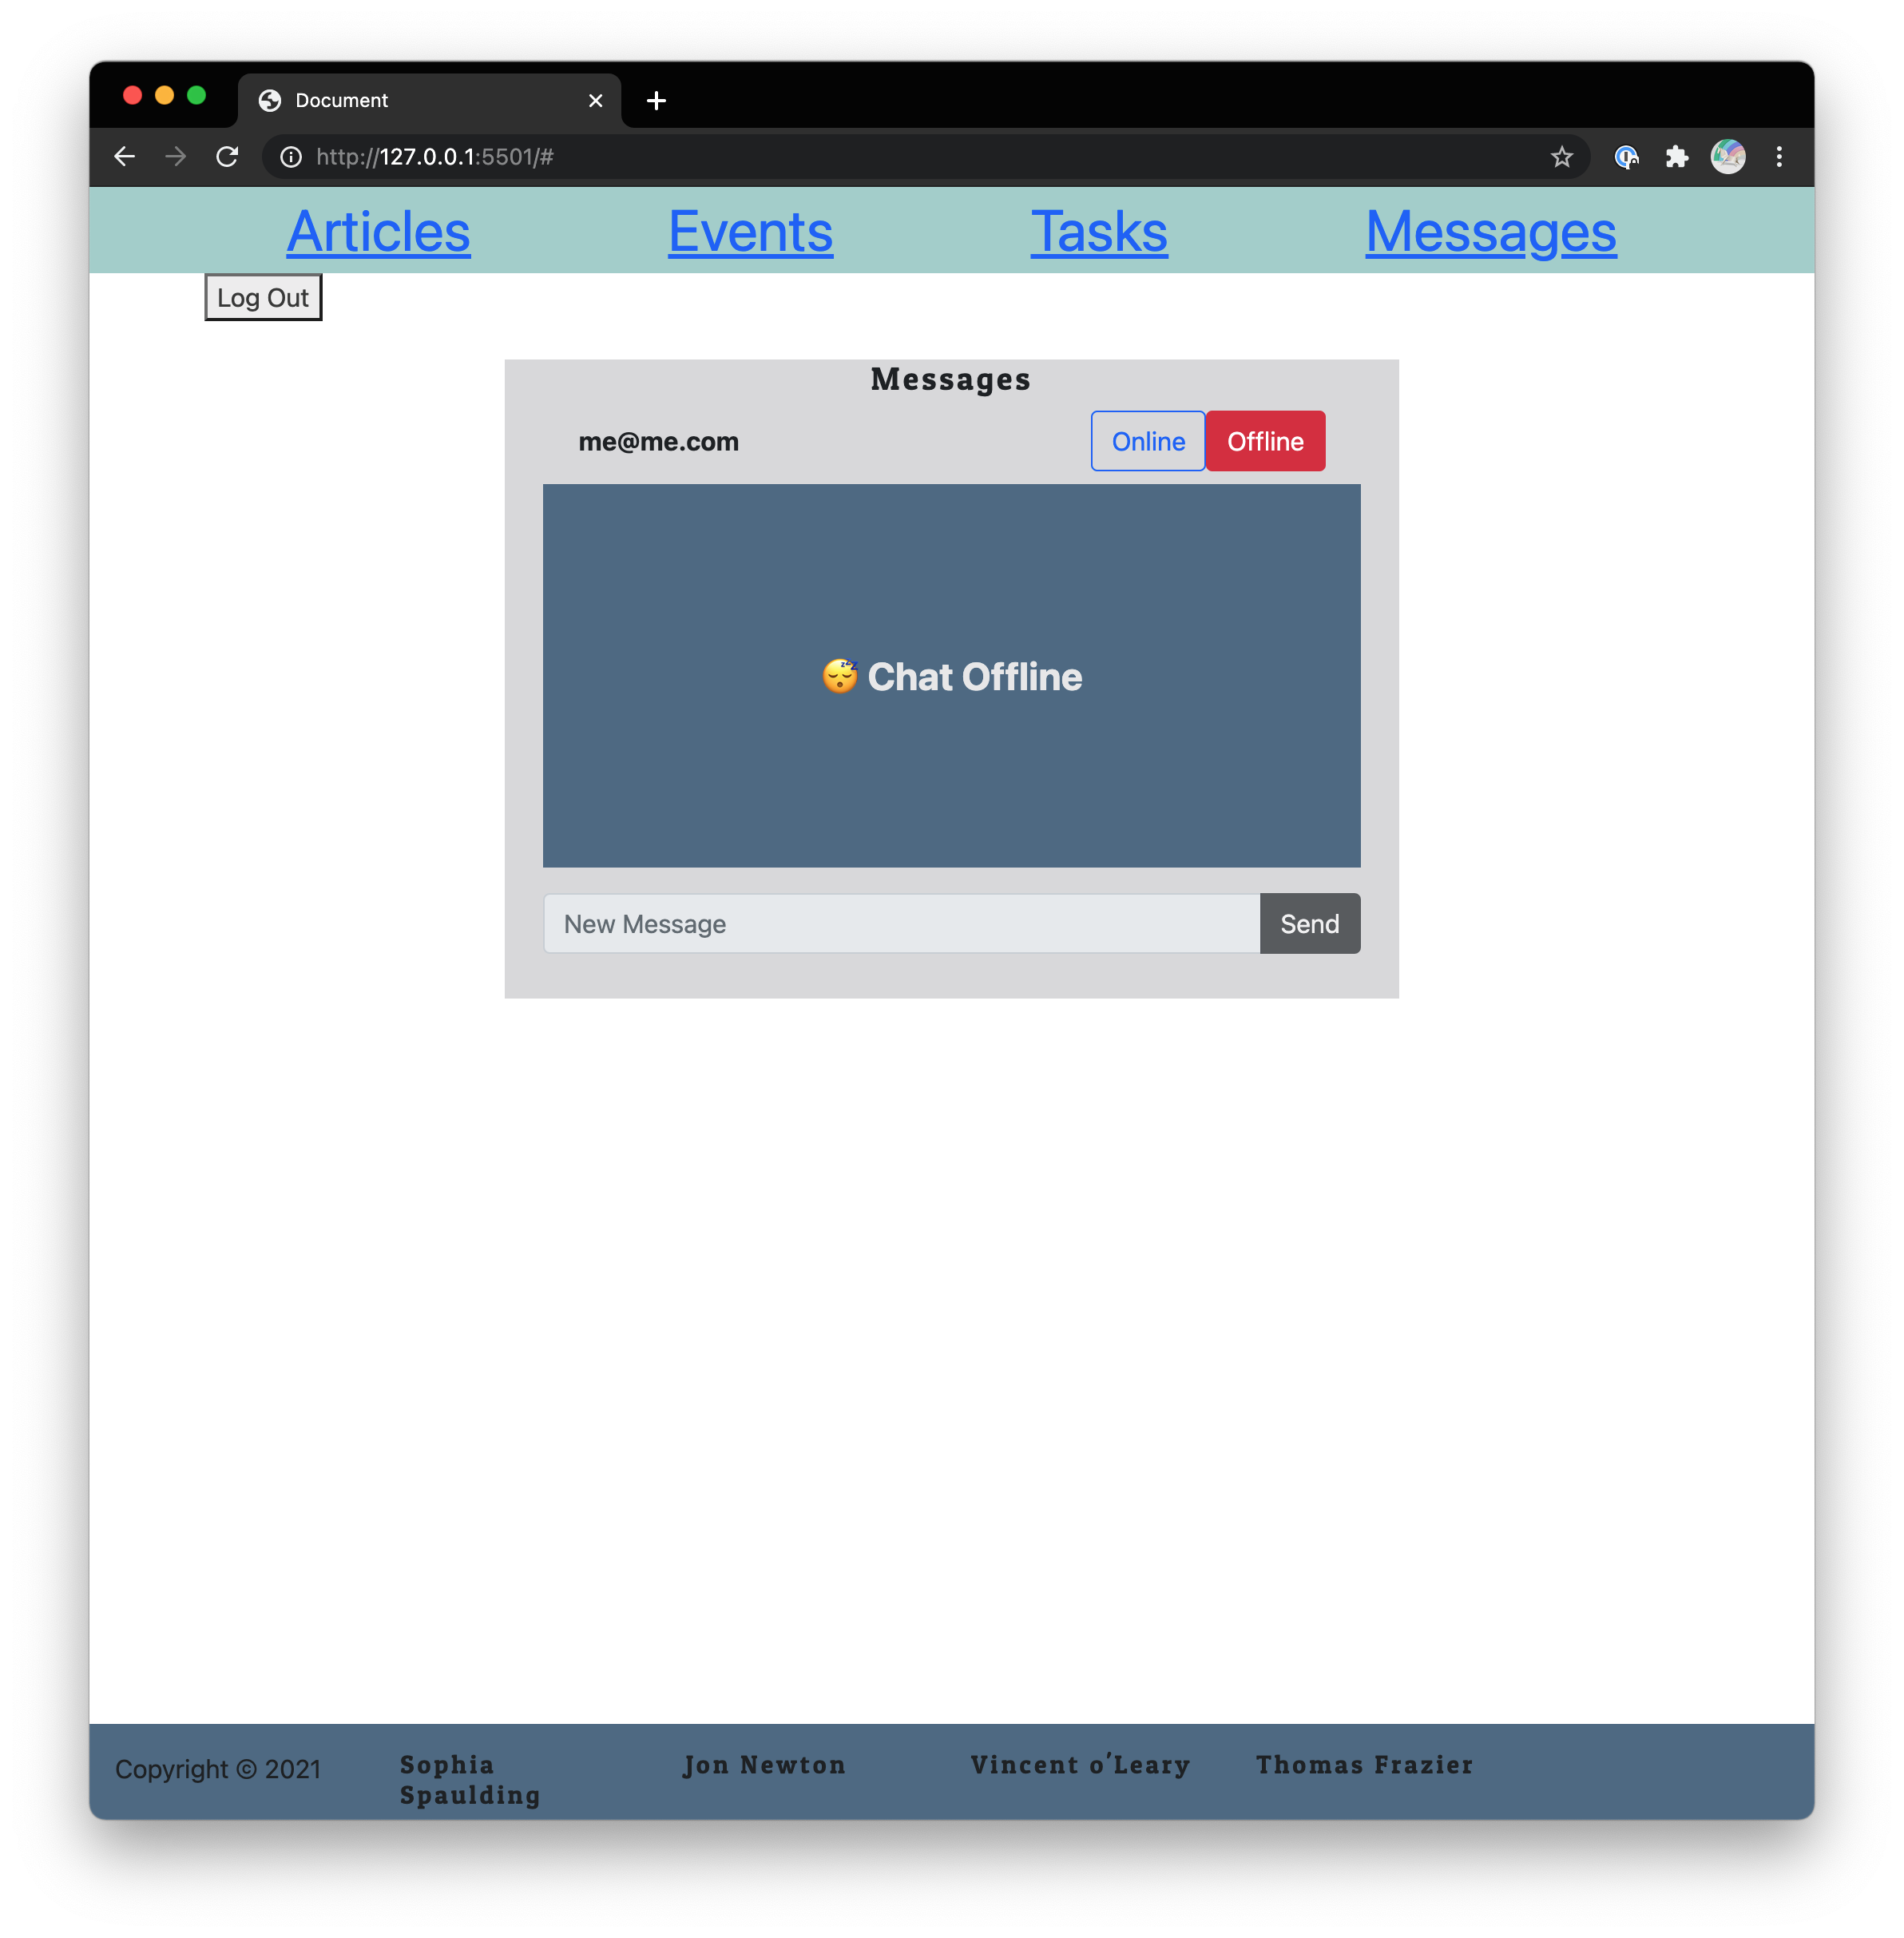 Document
http://127.0.0.1:5501/#
Articles Events Tasks Messages
Log Out
Messages
me@me.com Online Offline
😴 Chat Offline
New Message Send
Copyright © 2021 Sophia Spaulding Jon Newton Vincent o'Leary Thomas Frazier